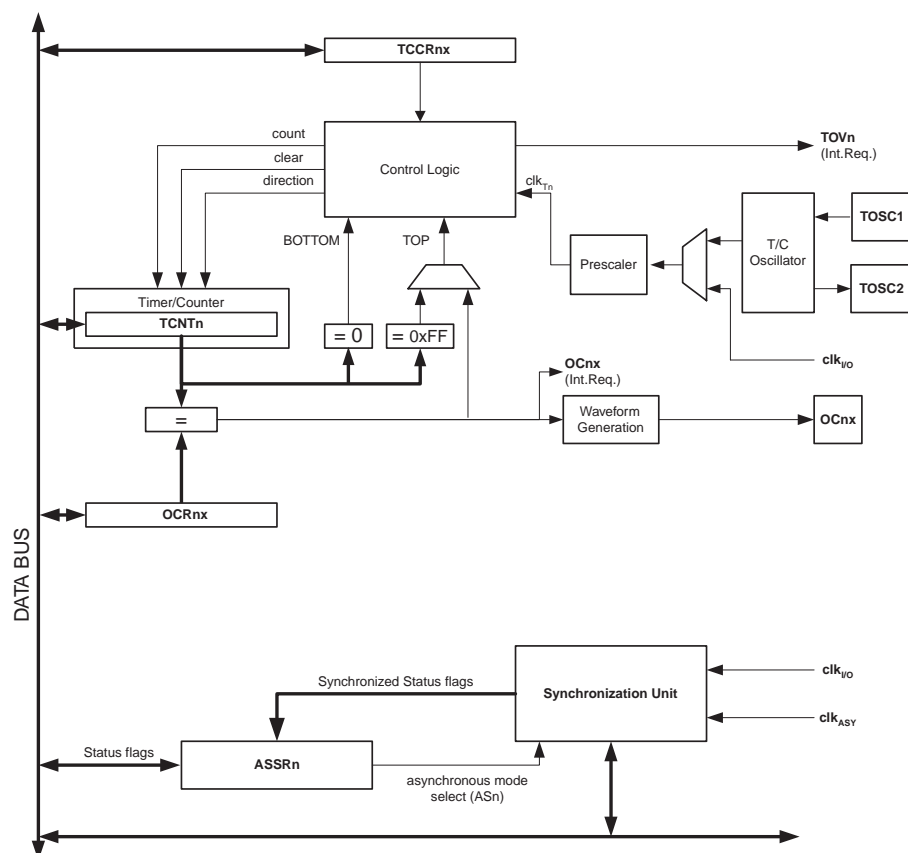 TCCRnx
count
clear
direction
Control Logic
TOVn
(Int.Req.)
clkTn
BOTTOM
TOP
TOSC1
T/C
Oscillator
Prescaler
TOSC2
Timer/Counter
TCNTn
= 0
= 0xFF
clkI/O
OCnx
(Int.Req.)
=
Waveform
Generation
OCnx
OCRnx
DATA BUS
Synchronized Status flags
Synchronization Unit
clkI/O
clkASY
Status flags
ASSRn
asynchronous mode
select (ASn)